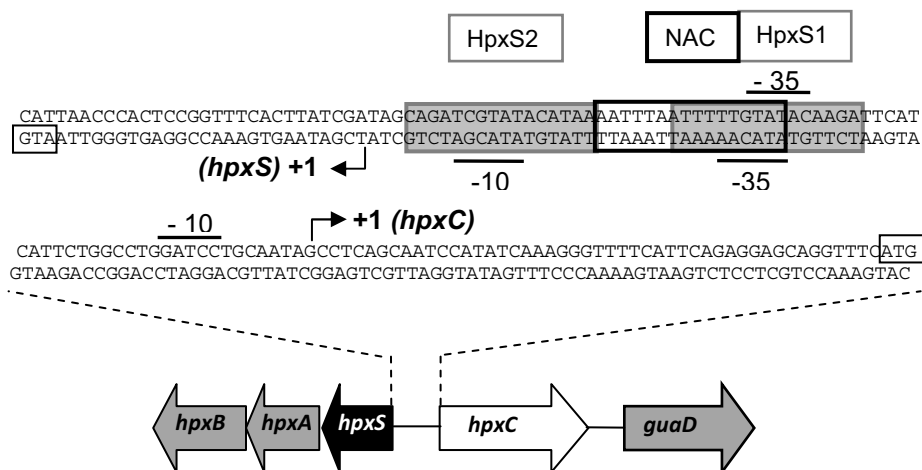 HpxS2 NAC HpxS1
- 35
CATTAACCCACTCCGGTTTCACTTATCGATAGCAGATCGTATACATAAAATTTAATTTTTGTATACAAGATTCAT
GTAATTGGGTGAGGCCAAAGTGAATAGCTATCGTCTAGCATATGTATTTTAAATTAAAAACATATGTTCTAAGTA
(hpxS) +1
-10 -35
- 10 +1 (hpxC)
CATTCTGGCCTGGATCCTGCAATAGCCTCAGCAATCCATATCAAAGGGTTTTCATTCAGAGGAGCAGGTTTCATG
GTAAGACCGGACCTAGGACGTTATCGGAGTCGTTAGGTATAGTTTCCCAAAAGTAAGTCTCCTCGTCCAAAGTAC
hpxB hpxA hpxS hpxC guaD